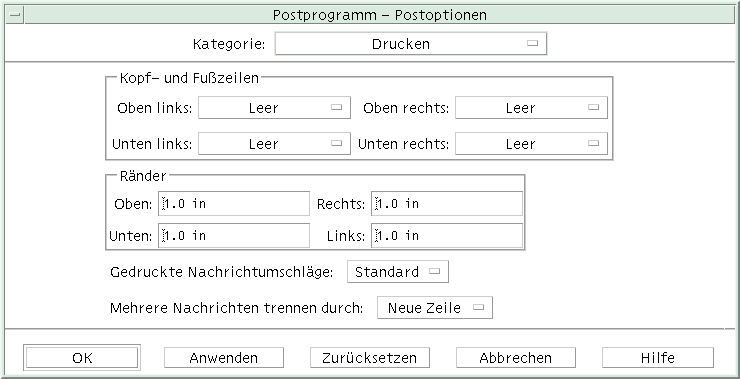 Postprogramm – Postoptionen
Kategorie: Drucken
Kopf– und Fußzeilen
Oben links: Leer Oben rechts: Leer
Unten links: Leer Unten rechts: Leer
Ränder
Oben: 1.0 in Rechts: 1.0 in
Unten: 1.0 in Links: 1.0 in
Gedruckte Nachrichtumschläge: Standard
Mehrere Nachrichten trennen durch: Neue Zeile
OK Anwenden Zurücksetzen Abbrechen Hilfe